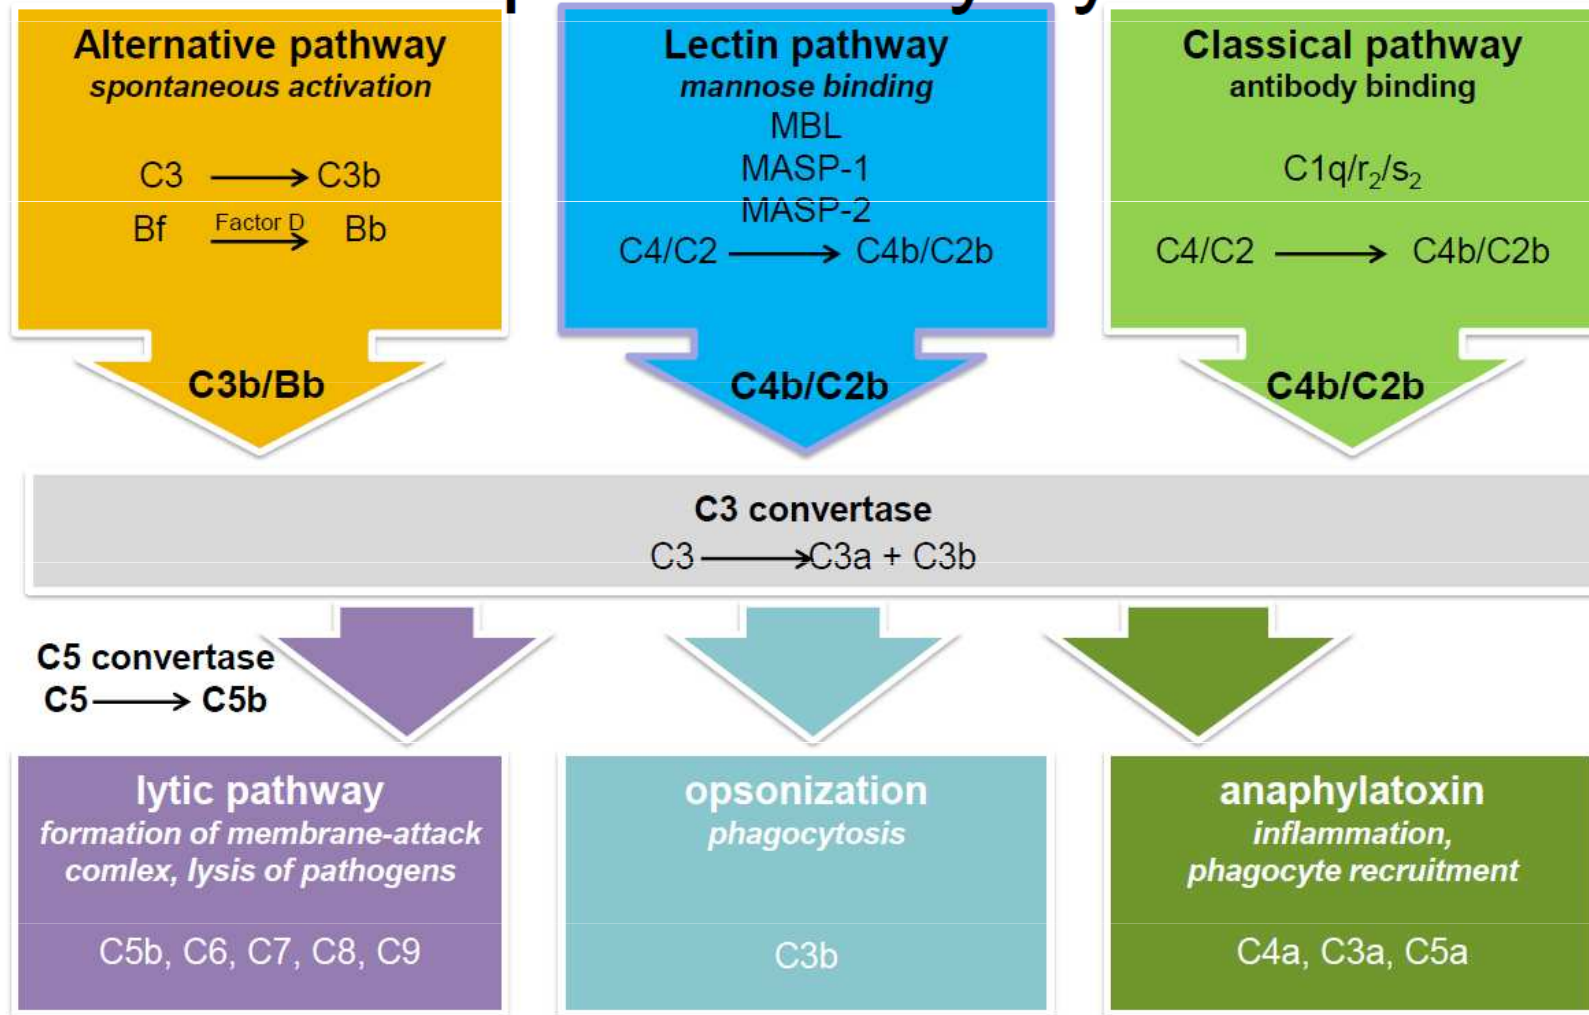 Alternative pathway
spontaneous activation
C3 → C3b
Bf Factor D → Bb
C3b/Bb
Lectin pathway
mannose binding
MBL
MASP-1
MASP-2
C4/C2 → C4b/C2b
C4b/C2b
Classical pathway
antibody binding
C1q/r₂/s₂
C4/C2 → C4b/C2b
C4b/C2b
C3 convertase
C3 → C3a + C3b
C5 convertase
C5 → C5b
lytic pathway
formation of membrane-attack
comlex, lysis of pathogens
C5b, C6, C7, C8, C9
opsonization
phagocytosis
C3b
anaphylatoxin
inflammation,
phagocyte recruitment
C4a, C3a, C5a